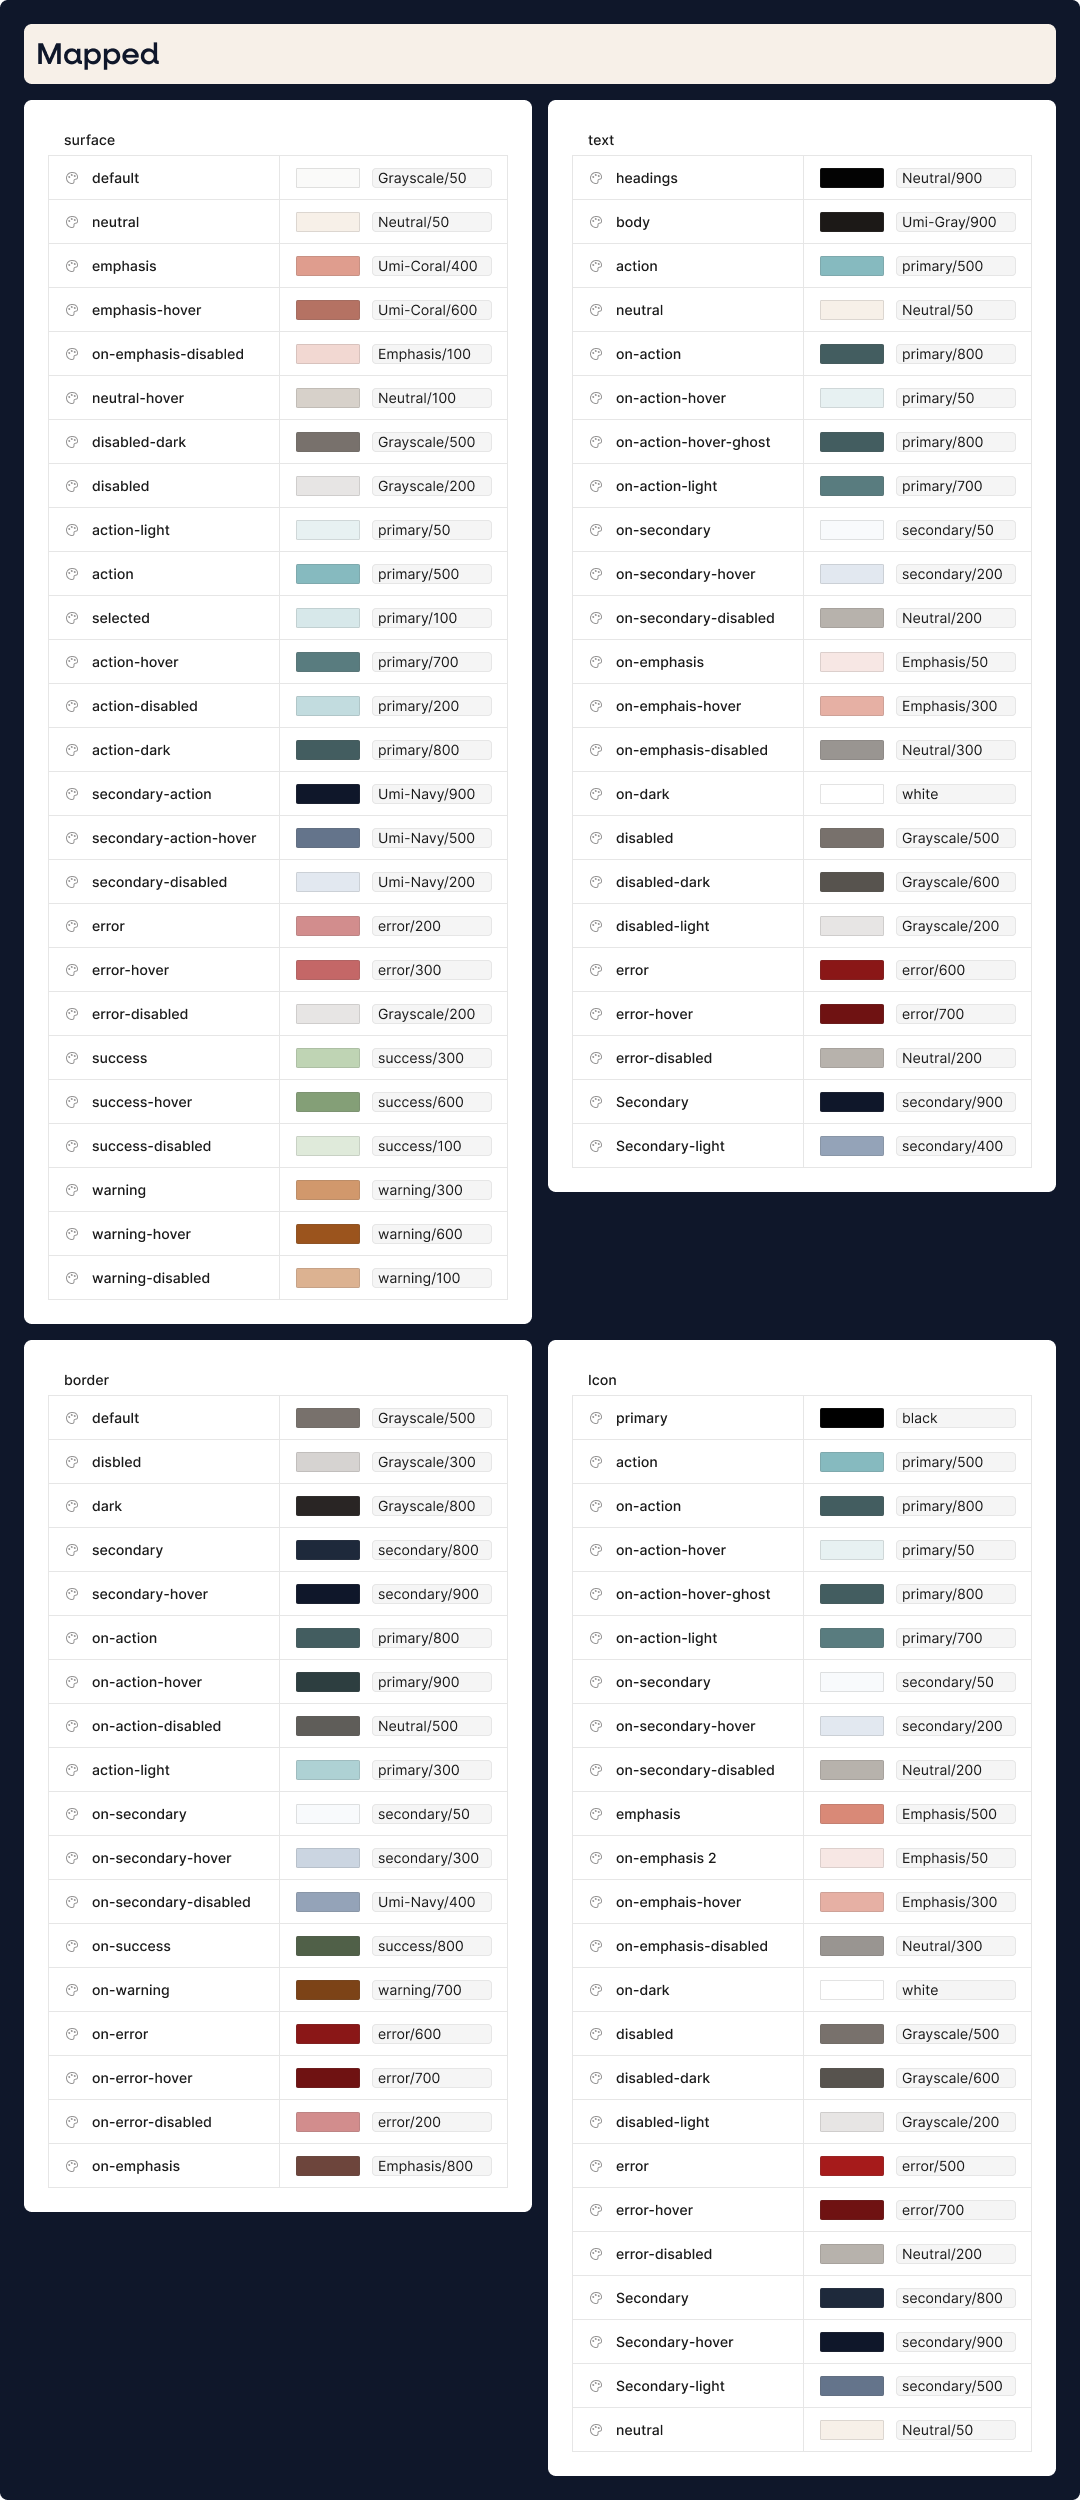 Mapped
surface
default Grayscale/50
neutral Neutral/50
emphasis Umi-Coral/400
emphasis-hover Umi-Coral/600
on-emphasis-disabled Emphasis/100
neutral-hover Neutral/100
disabled-dark Grayscale/500
disabled Grayscale/200
action-light primary/50
action primary/500
selected primary/100
action-hover primary/700
action-disabled primary/200
action-dark primary/800
secondary-action Umi-Navy/900
secondary-action-hover Umi-Navy/500
secondary-disabled Umi-Navy/200
error error/200
error-hover error/300
error-disabled Grayscale/200
success success/300
success-hover success/600
success-disabled success/100
warning warning/300
warning-hover warning/600
warning-disabled warning/100
text
headings Neutral/900
body Umi-Gray/900
action primary/500
neutral Neutral/50
on-action primary/800
on-action-hover primary/50
on-action-hover-ghost primary/800
on-action-light primary/700
on-secondary secondary/50
on-secondary-hover secondary/200
on-secondary-disabled Neutral/200
on-emphasis Emphasis/50
on-emphais-hover Emphasis/300
on-emphasis-disabled Neutral/300
on-dark white
disabled Grayscale/500
disabled-dark Grayscale/600
disabled-light Grayscale/200
error error/600
error-hover error/700
error-disabled Neutral/200
Secondary secondary/900
Secondary-light secondary/400
border
default Grayscale/500
disbled Grayscale/300
dark Grayscale/800
secondary secondary/800
secondary-hover secondary/900
on-action primary/800
on-action-hover primary/900
on-action-disabled Neutral/500
action-light primary/300
on-secondary secondary/50
on-secondary-hover secondary/300
on-secondary-disabled Umi-Navy/400
on-success success/800
on-warning warning/700
on-error error/600
on-error-hover error/700
on-error-disabled error/200
on-emphasis Emphasis/800
Icon
primary black
action primary/500
on-action primary/800
on-action-hover primary/50
on-action-hover-ghost primary/800
on-action-light primary/700
on-secondary secondary/50
on-secondary-hover secondary/200
on-secondary-disabled Neutral/200
emphasis Emphasis/500
on-emphasis 2 Emphasis/50
on-emphais-hover Emphasis/300
on-emphasis-disabled Neutral/300
on-dark white
disabled Grayscale/500
disabled-dark Grayscale/600
disabled-light Grayscale/200
error error/500
error-hover error/700
error-disabled Neutral/200
Secondary secondary/800
Secondary-hover secondary/900
Secondary-light secondary/500
neutral Neutral/50